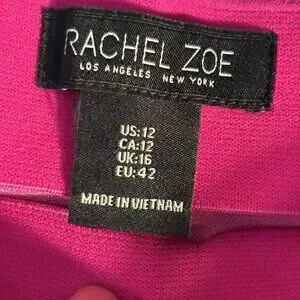 RACHEL ZOE
LOS ANGELES NEW YORK
US:12
CA:12
UK:16
EU:42
MADE IN VIETNAM